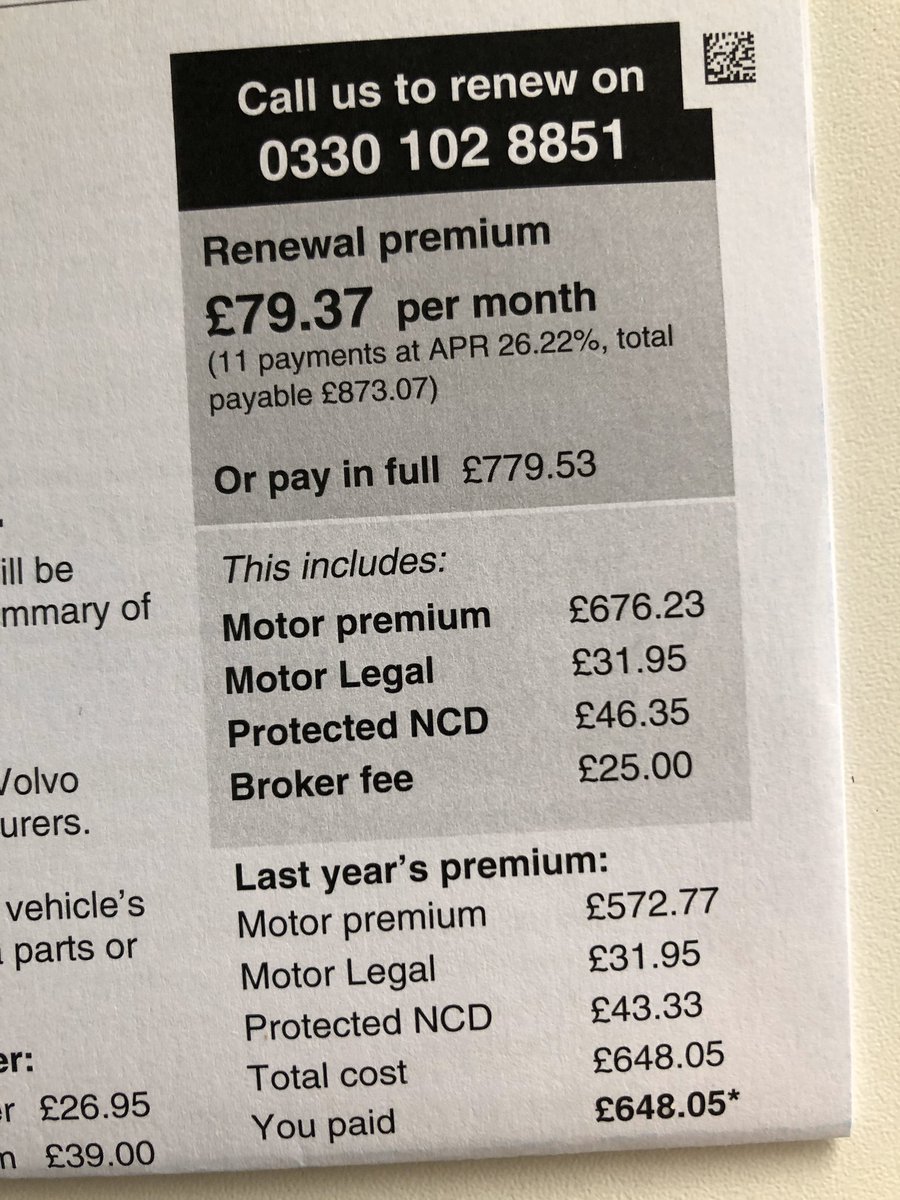 Call us to renew on
0330 102 8851
Renewal premium
£79.37 per month
(11 payments at APR 26.22%, total
payable £873.07)
Or pay in full £779.53
This includes:
Motor premium £676.23
Motor Legal £31.95
Protected NCD £46.35
Broker fee £25.00
Last year's premium:
Motor premium £572.77
Motor Legal £31.95
Protected NCD £43.33
Total cost £648.05
You paid £648.05*
ill be
mmary of
Volvo
urers.
vehicle's
parts or
er:
r £26.95
n £39.00